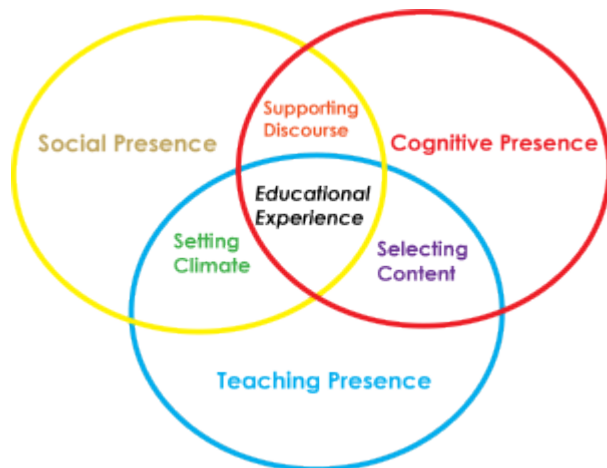 Supporting
Discourse
Social Presence
Cognitive Presence
Educational
Experience
Setting
Climate
Selecting
Content
Teaching Presence